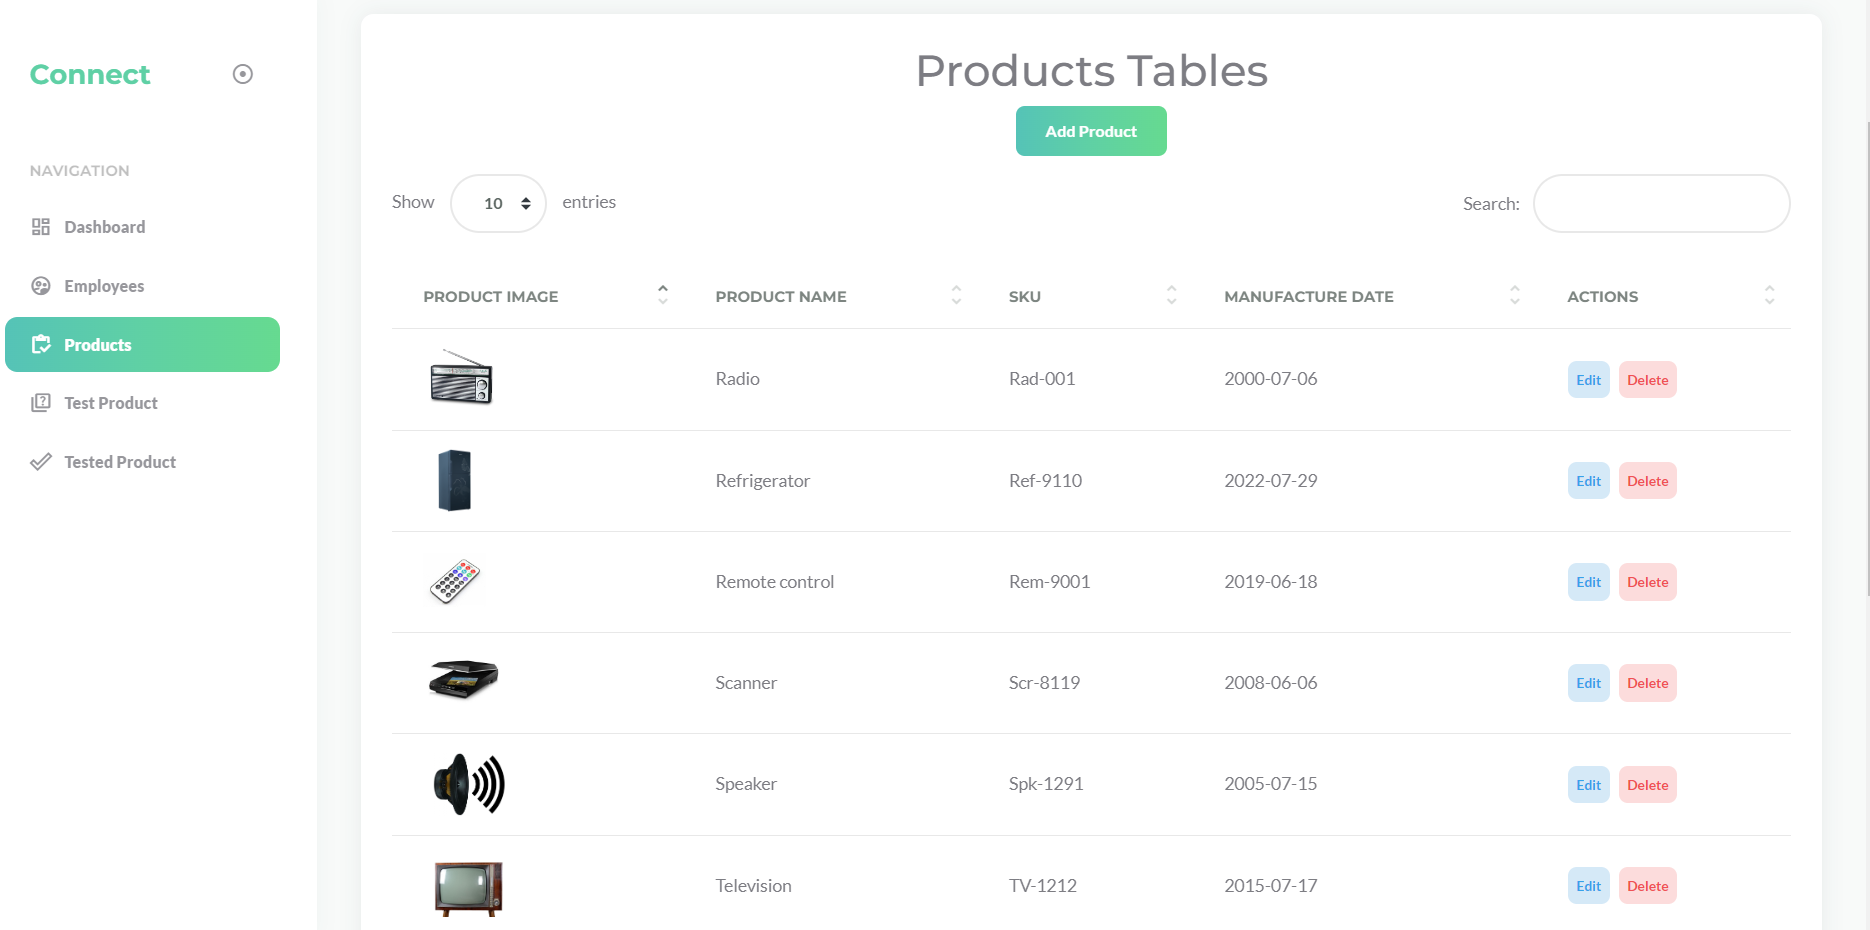 Connect
NAVIGATION
Dashboard
Employees
Products
Test Product
Tested Product
Products Tables
Add Product
Show 10 entries
Search:
PRODUCT IMAGE PRODUCT NAME SKU MANUFACTURE DATE ACTIONS
Radio Rad-001 2000-07-06 Edit Delete
Refrigerator Ref-9110 2022-07-29 Edit Delete
Remote control Rem-9001 2019-06-18 Edit Delete
Scanner Scr-8119 2008-06-06 Edit Delete
Speaker Spk-1291 2005-07-15 Edit Delete
Television TV-1212 2015-07-17 Edit Delete